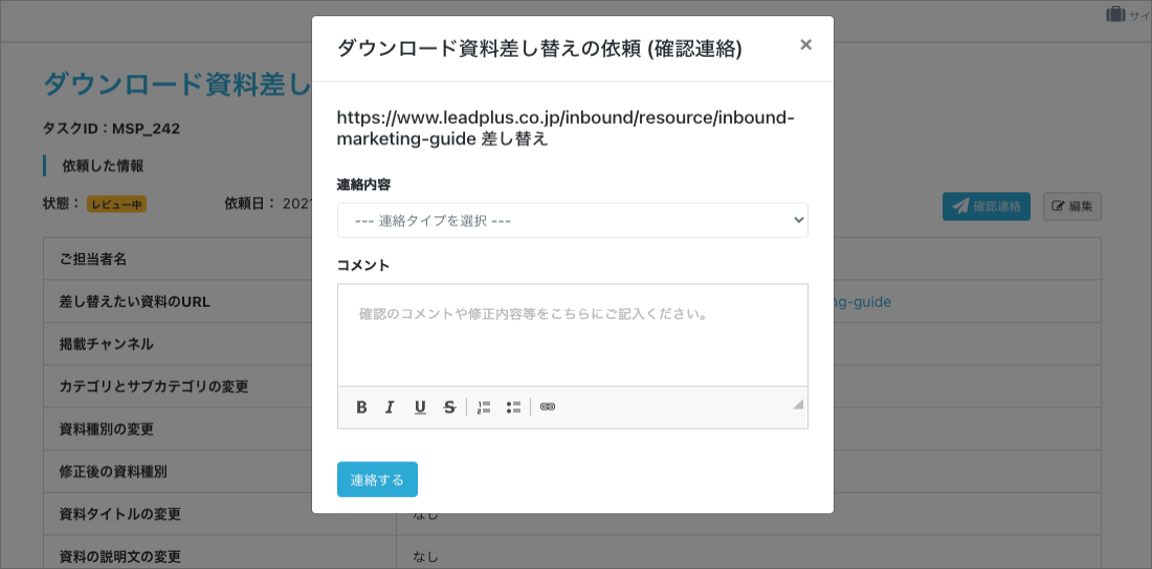 サイ
ダウンロード資料差し替えの依頼 (確認連絡)
×
ダウンロード資料差し
https://www.leadplus.co.jp/inbound/resource/inbound-
marketing-guide 差し替え
タスクID：MSP_242
依頼した情報
連絡内容
状態： レビュー中 依頼日： 2021
--- 連絡タイプを選択 ---
確認連絡 編集
ご担当者名
コメント
差し替えたい資料のURL ng-guide
確認のコメントや修正内容等をこちらにご記入ください。
掲載チャンネル
カテゴリとサブカテゴリの変更
B I U S
資料種別の変更
修正後の資料種別
連絡する
資料タイトルの変更 なし
資料の説明文の変更 なし